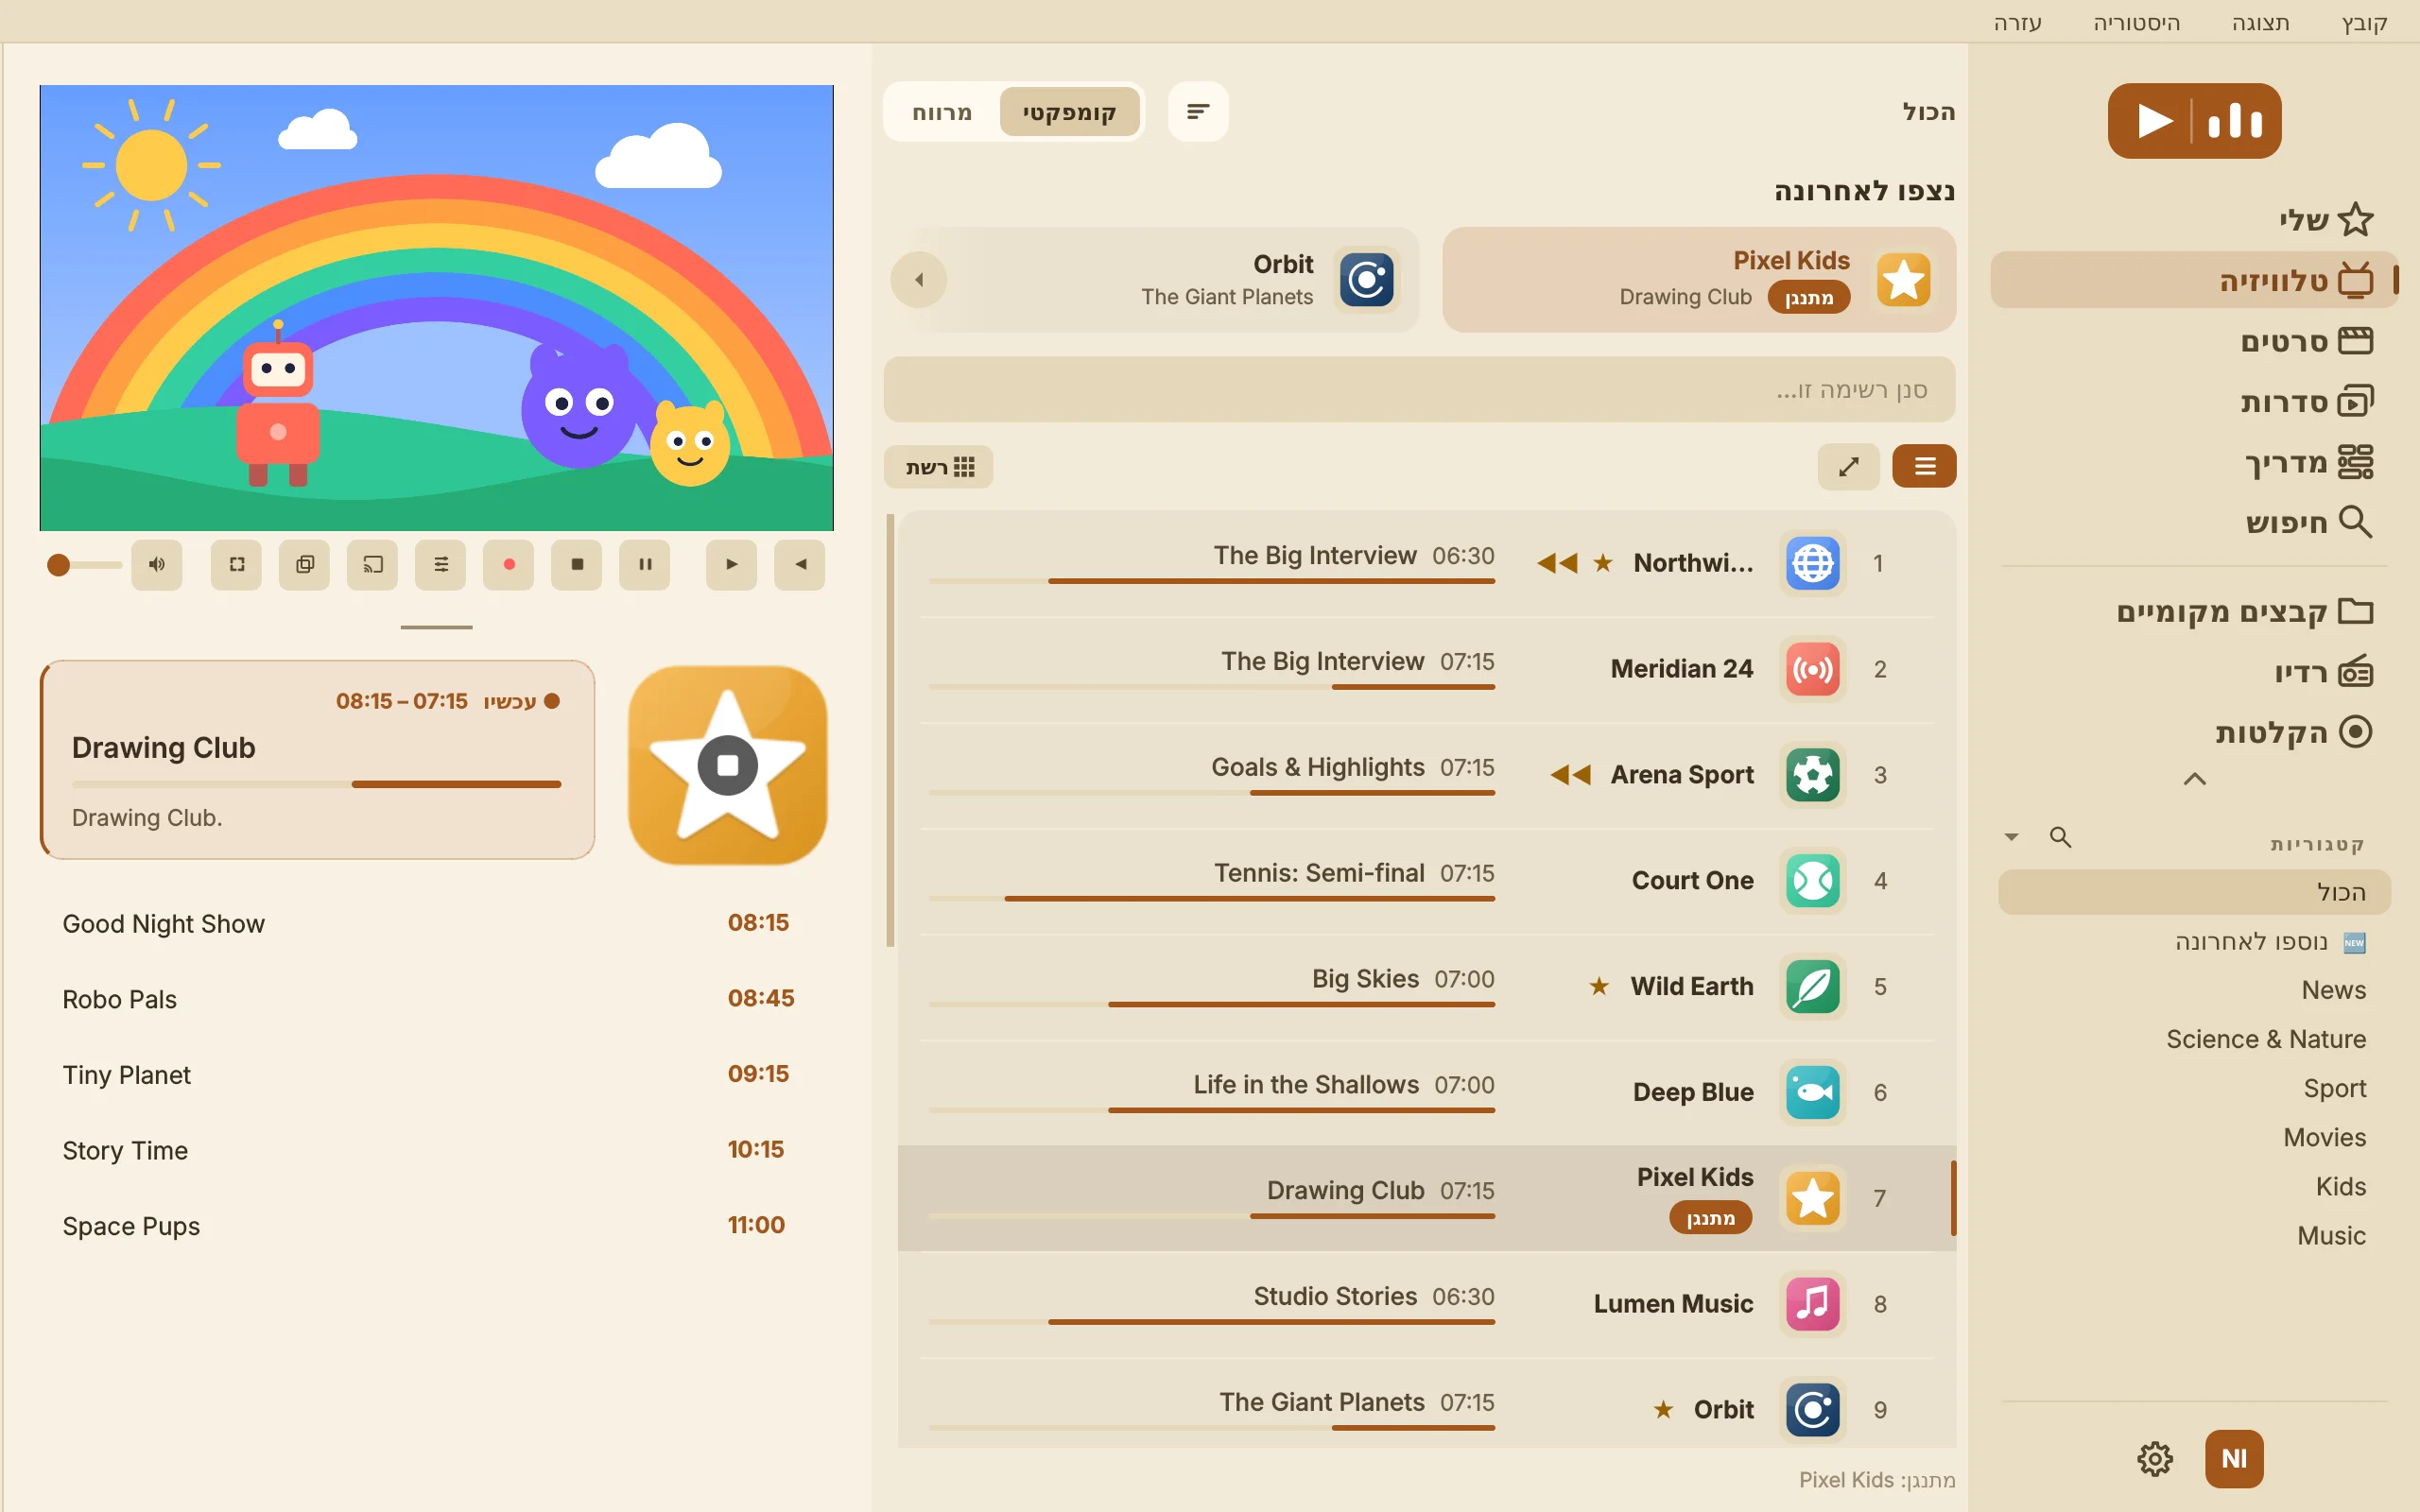 קובץ תצוגה היסטוריה עזרה
שלי
טלוויזיה
סרטים
סדרות
מדריך
חיפוש
קבצים מקומיים
רדיו
הקלטות
קטגוריות
הכול
NEW נוספו לאחרונה
News
Science & Nature
Sport
Movies
Kids
Music
NI
הכול
קומפקטי מרווח
נצפו לאחרונה
Pixel Kids
מתנגן Drawing Club
Orbit
The Giant Planets
סנן רשימה זו...
רשת
1 Northwi... 06:30 The Big Interview
2 Meridian 24 07:15 The Big Interview
3 Arena Sport 07:15 Goals & Highlights
4 Court One 07:15 Tennis: Semi-final
5 Wild Earth 07:00 Big Skies
6 Deep Blue 07:00 Life in the Shallows
7 Pixel Kids מתנגן 07:15 Drawing Club
8 Lumen Music 06:30 Studio Stories
9 Orbit 07:15 The Giant Planets
מתנגן: Pixel Kids
עכשיו 07:15 – 08:15
Drawing Club
Drawing Club.
08:15 Good Night Show
08:45 Robo Pals
09:15 Tiny Planet
10:15 Story Time
11:00 Space Pups